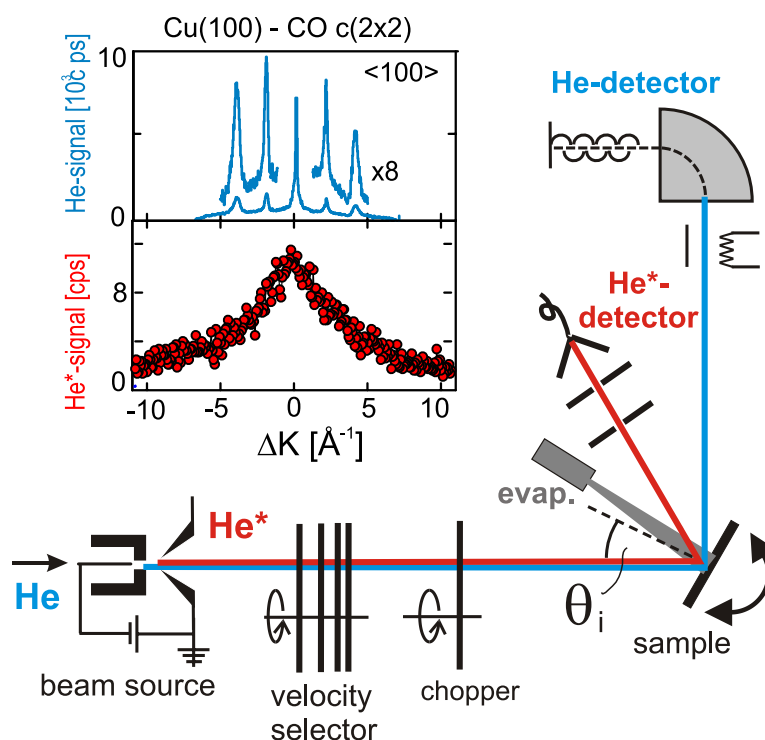 Cu(100) - CO c(2x2)
10
<100>
x8
0
He-signal [10³c ps]
8
0
He*-signal [cps]
-10
-5
0
5
10
ΔK [Å⁻¹]
He-detector
He*-
detector
evap.
θi
sample
He*
He
beam source
velocity
selector
chopper